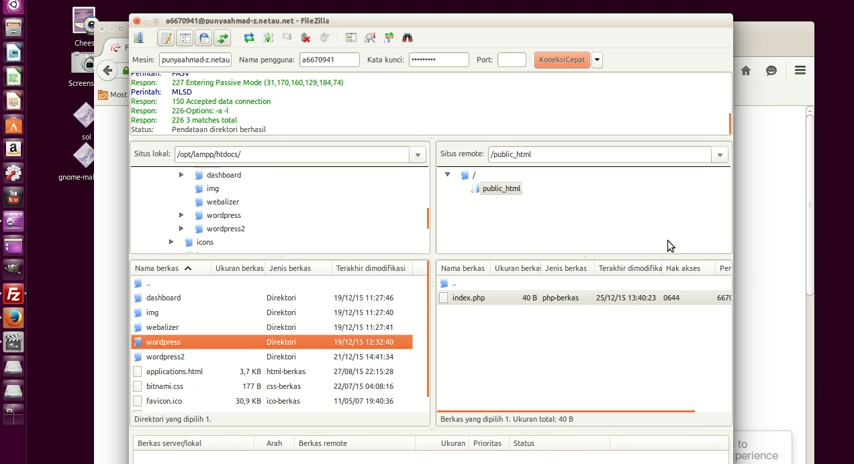 a6670941@punyaahmad-z.netau.net - FileZilla
Chees
Screens
Most
sol
gnome-mal
Mesin: punyaahmad-z.netau Nama pengguna: a6670941 Kata kunci: ••••••••• Port: KoneksiCepat
Perintah: PASV
Respon: 227 Entering Passive Mode (31,170,160,129,184,74)
Perintah: MLSD
Respon: 150 Accepted data connection
Respon: 226-Options: -a -l
Respon: 226 3 matches total
Status: Pendataan direktori berhasil
Situs lokal: /opt/lampp/htdocs/
dashboard
img
webalizer
wordpress
wordpress2
icons
Situs remote: /public_html
/
public_html
Nama berkas Ukuran berkas Jenis berkas Terakhir dimodifikasi
..
dashboard Direktori 19/12/15 11:27:46
img Direktori 19/12/15 11:27:40
webalizer Direktori 19/12/15 11:27:41
wordpress Direktori 19/12/15 12:32:40
wordpress2 Direktori 21/12/15 14:41:34
applications.html 3,7 KB html-berkas 27/08/15 22:15:28
bitnami.css 177 B css-berkas 22/07/15 04:08:16
favicon.ico 30,9 KB ico-berkas 11/05/07 19:40:36
Direktori yang dipilih 1.
Nama berkas Ukuran berkas Jenis berkas Terakhir dimodifika Hak akses Per
..
index.php 40 B php-berkas 25/12/15 13:40:23 0644 6670
Berkas yang dipilih 1. Ukuran total: 40 B
Berkas server/lokal Arah Berkas remote Ukuran Prioritas Status
to
xperience